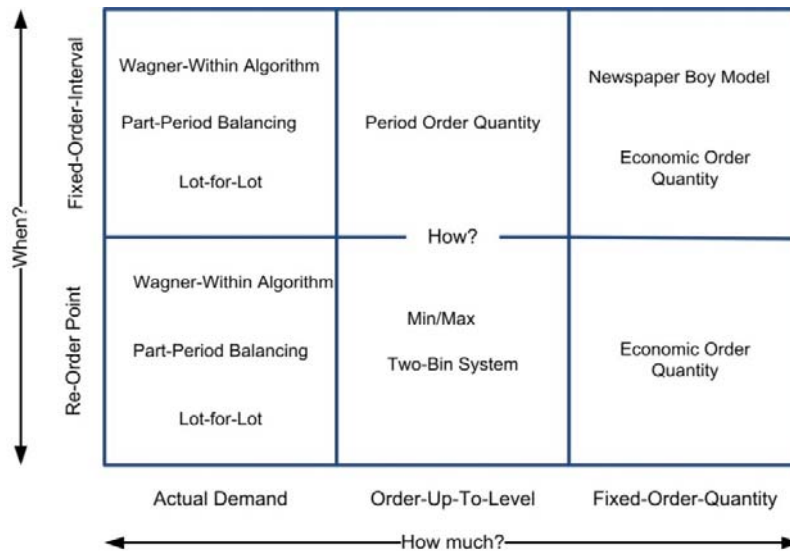 When?
Fixed-Order-Interval
Wagner-Within Algorithm
Part-Period Balancing
Lot-for-Lot
Period Order Quantity
Newspaper Boy Model
Economic Order
Quantity
How?
Re-Order Point
Wagner-Within Algorithm
Part-Period Balancing
Lot-for-Lot
Min/Max
Two-Bin System
Economic Order
Quantity
Actual Demand
Order-Up-To-Level
Fixed-Order-Quantity
How much?